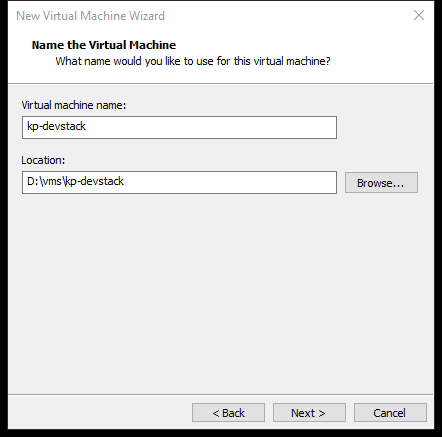 New Virtual Machine Wizard
Name the Virtual Machine
What name would you like to use for this virtual machine?
Virtual machine name:
kp-devstack
Location:
D:\vms\kp-devstack
Browse...
< Back
Next >
Cancel